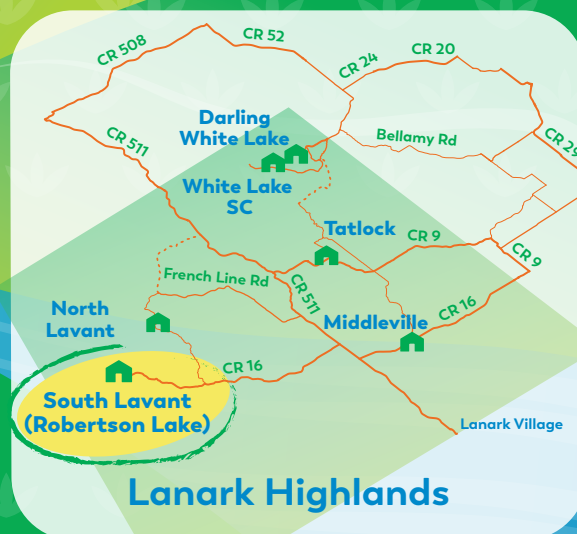 CR 508
CR 52
CR 24
CR 20
CR 29
CR 511
Darling
White Lake
Bellamy Rd
White Lake
SC
Tatlock
CR 9
CR 9
French Line Rd
CR 511
North
Lavant
Middleville
CR 16
CR 16
South Lavant
(Robertson Lake)
Lanark Village
Lanark Highlands